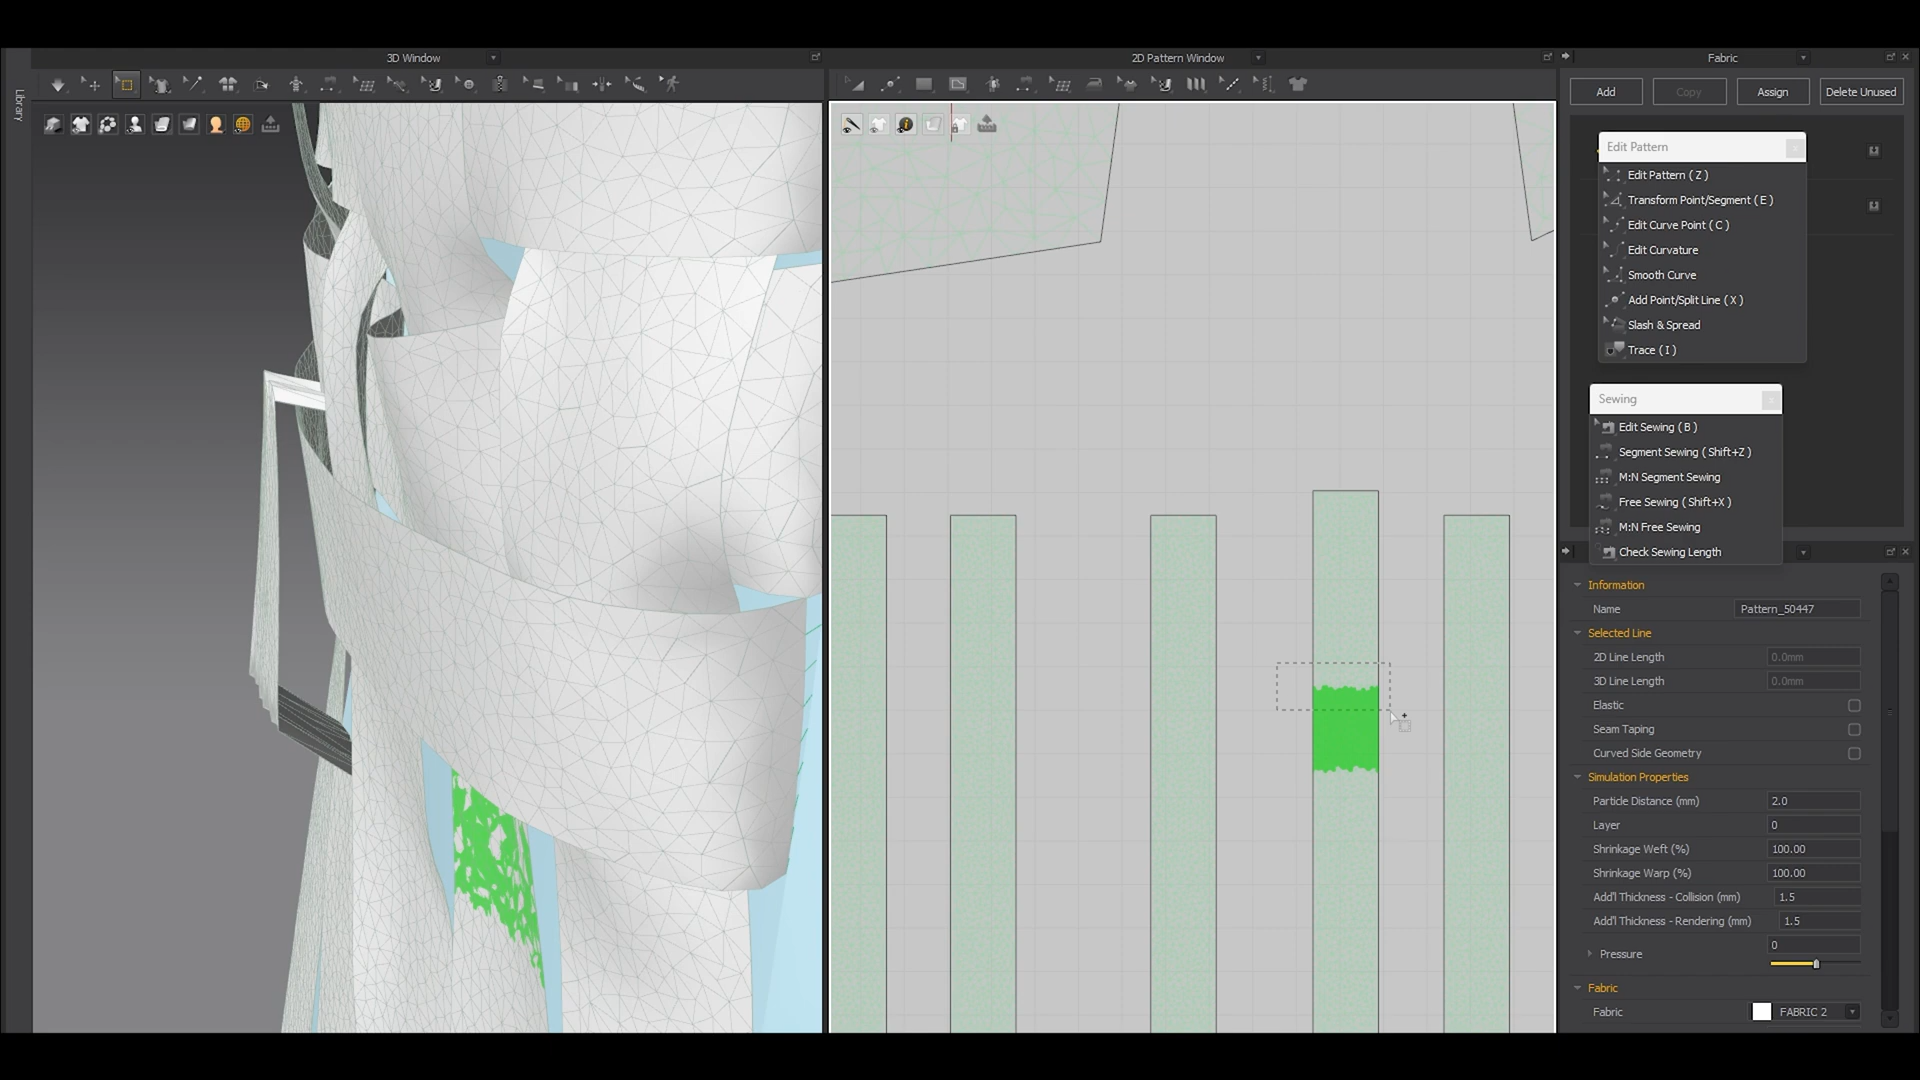 3D Window
2D Pattern Window
Fabric
Library
Add
Copy
Assign
Delete Unused
Edit Pattern
Edit Pattern ( Z )
Transform Point/Segment ( E )
Edit Curve Point ( C )
Edit Curvature
Smooth Curve
Add Point/Split Line ( X )
Slash & Spread
Trace ( I )
Sewing
Edit Sewing ( B )
Segment Sewing ( Shift+Z )
M:N Segment Sewing
Free Sewing ( Shift+X )
M:N Free Sewing
Check Sewing Length
Information
Name Pattern_50447
Selected Line
2D Line Length 0.0mm
3D Line Length 0.0mm
Elastic
Seam Taping
Curved Side Geometry
Simulation Properties
Particle Distance (mm) 2.0
Layer 0
Shrinkage Weft (%) 100.00
Shrinkage Warp (%) 100.00
Add'l Thickness - Collision (mm) 1.5
Add'l Thickness - Rendering (mm) 1.5
Pressure 0
Fabric
Fabric FABRIC 2